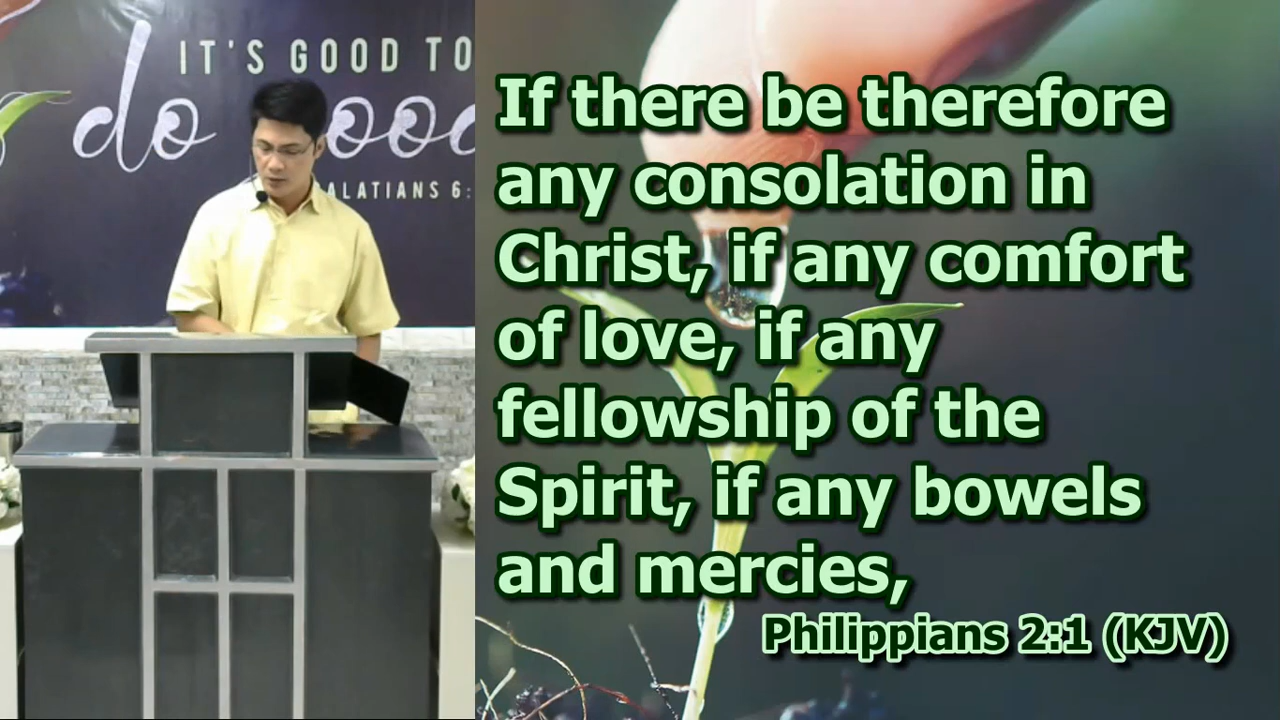 IT'S GOOD TO
do good
ALATIANS 6:
If there be therefore
any consolation in
Christ, if any comfort
of love, if any
fellowship of the
Spirit, if any bowels
and mercies,
Philippians 2:1 (KJV)